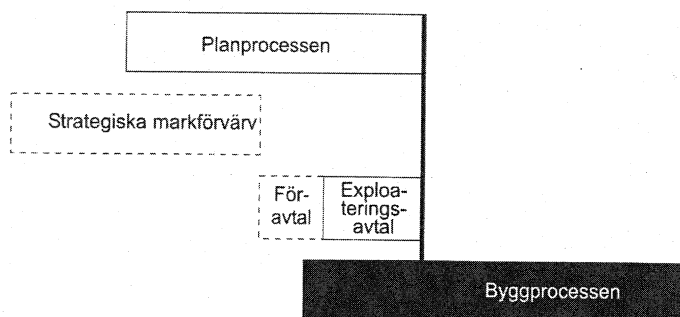 Planprocessen
Strategiska markförvärv
För-
avtal
Exploa-
terings-
avtal
Byggprocessen